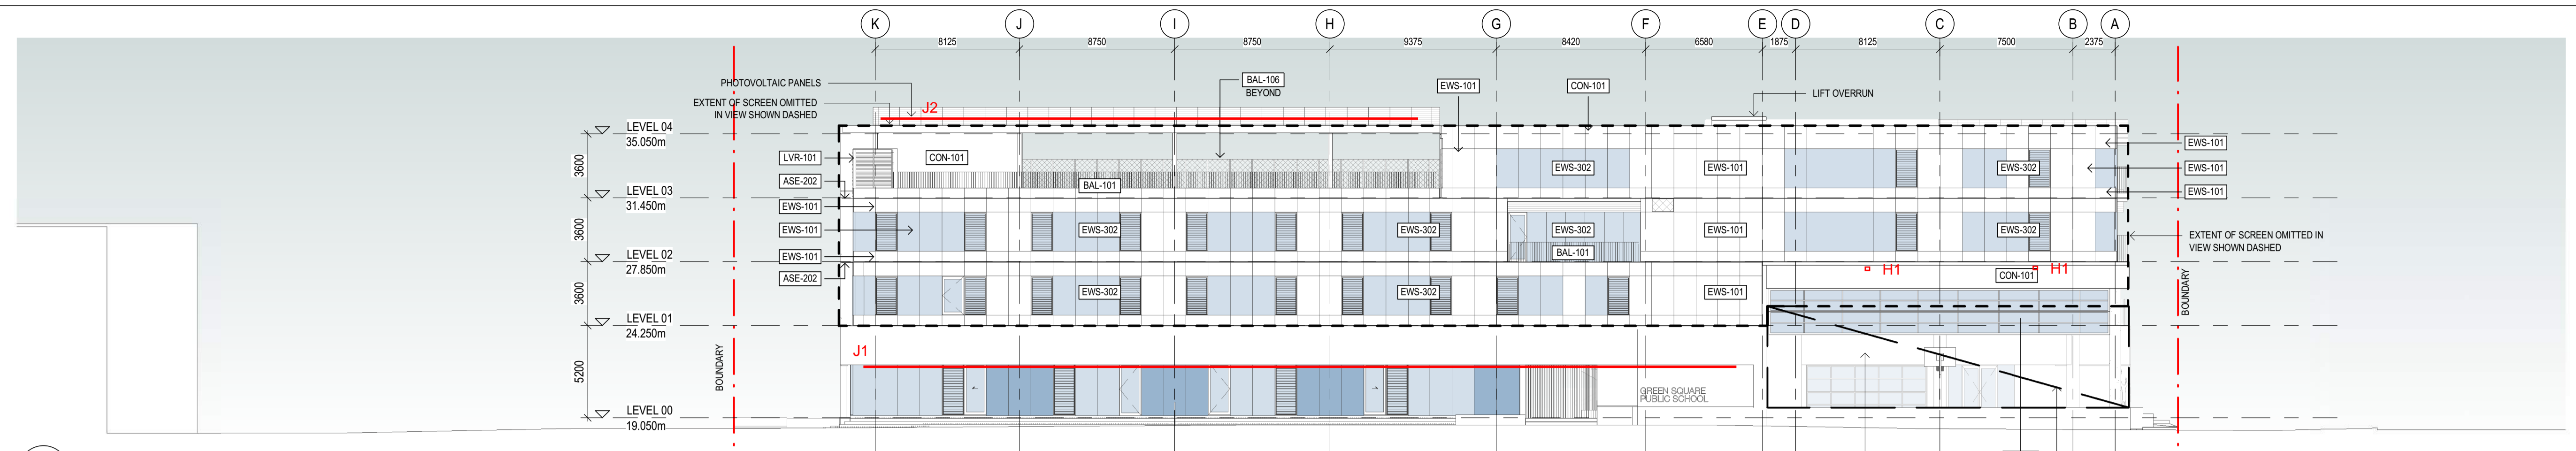 K J I H G F E D C B A
8125 8750 8750 9375 8420 6580 1875 8125 7500 2375
PHOTOVOLTAIC PANELS
BAL-106
BEYOND
EWS-101
CON-101
LIFT OVERRUN
EXTENT OF SCREEN OMITTED
IN VIEW SHOWN DASHED
J2
LEVEL 04
35.050m
EWS-101
LVR-101
CON-101
EWS-302
EWS-101
EWS-302
EWS-101
3600
ASE-202
BAL-101
EWS-101
LEVEL 03
31.450m
EWS-101
EWS-101
EWS-302
EWS-302
EWS-302
EWS-101
EWS-302
3600
EXTENT OF SCREEN OMITTED IN
VIEW SHOWN DASHED
BAL-101
EWS-101
LEVEL 02
27.850m
H1
H1
CON-101
ASE-202
3600
EWS-302
EWS-302
EWS-101
BOUNDARY
LEVEL 01
24.250m
J1
BOUNDARY
5200
GREEN SQUARE
PUBLIC SCHOOL
LEVEL 00
19.050m